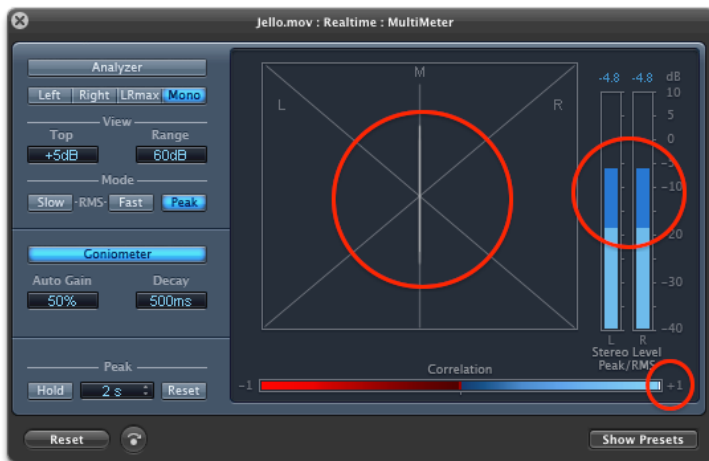 Jello.mov : Realtime : MultiMeter
Analyzer
Left Right LRmax Mono
View
Top Range
+5dB 60dB
Mode
Slow -RMS- Fast Peak
Goniometer
Auto Gain Decay
50% 500ms
Peak
Hold 2 s Reset
M
L R
-4.8 -4.8 dB
10
5
0
-5
-10
-20
-30
-40
L R
Stereo Level
Peak/RMS
Correlation
-1 +1
Reset
Show Presets